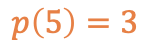 p(5) = 3